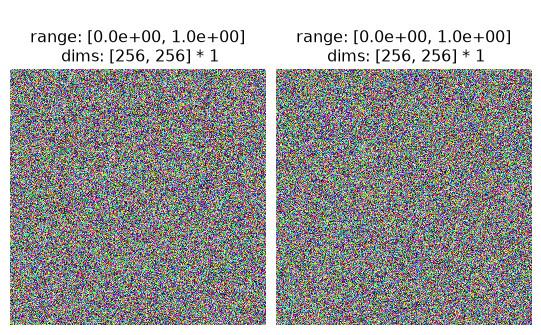 range: [0.0e+00, 1.0e+00]
dims: [256, 256] * 1
range: [0.0e+00, 1.0e+00]
dims: [256, 256] * 1